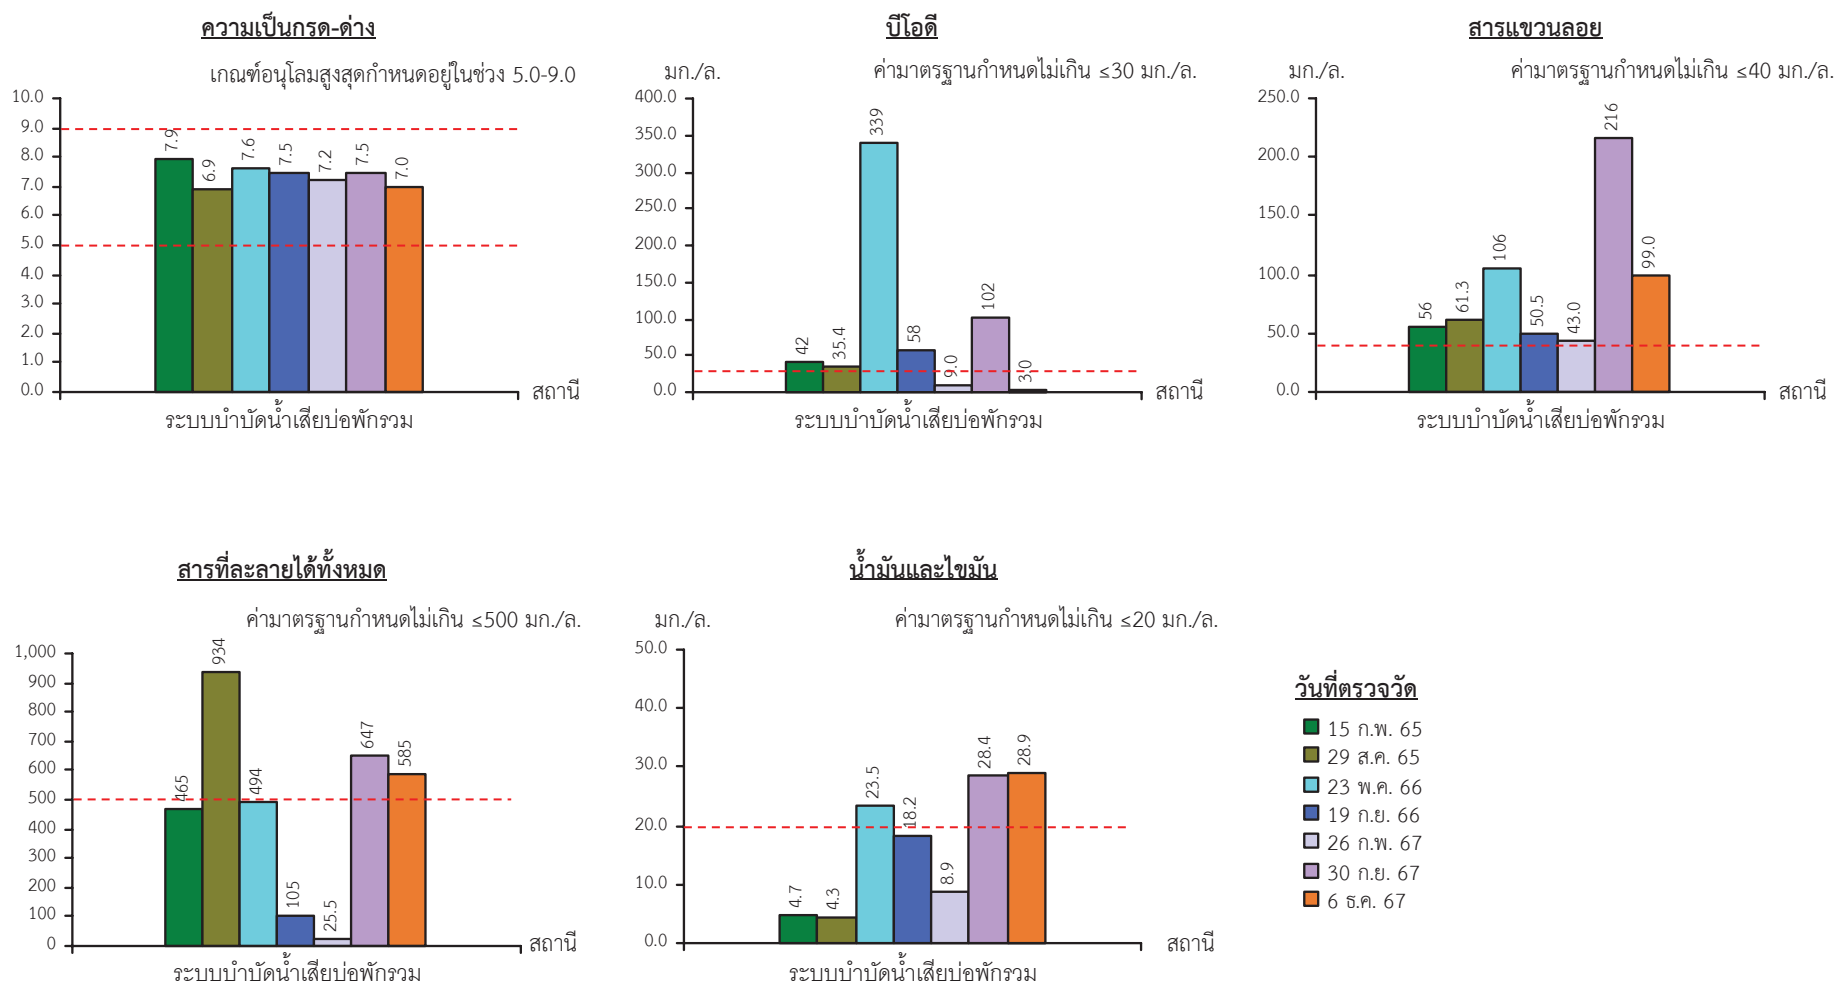 ความเป็นกรด-ด่าง
เกณฑ์อนุโลมสูงสุดกำหนดอยู่ในช่วง 5.0-9.0
10.0
9.0
8.0
7.0
6.0
5.0
4.0
3.0
2.0
1.0
0.0
7.9
6.9
7.6
7.5
7.2
7.5
7.0
สถานี
ระบบบำบัดน้ำเสียบ่อพักรวม
บีโอดี
มก./ล.
ค่ามาตรฐานกำหนดไม่เกิน ≤30 มก./ล.
400.0
350.0
300.0
250.0
200.0
150.0
100.0
50.0
0.0
42
35.4
339
58
9.0
102
3.0
สถานี
ระบบบำบัดน้ำเสียบ่อพักรวม
สารแขวนลอย
มก./ล.
ค่ามาตรฐานกำหนดไม่เกิน ≤40 มก./ล.
250.0
200.0
150.0
100.0
50.0
0.0
56
61.3
106
50.5
43.0
216
99.0
สถานี
ระบบบำบัดน้ำเสียบ่อพักรวม
สารที่ละลายได้ทั้งหมด
ค่ามาตรฐานกำหนดไม่เกิน ≤500 มก./ล.
1,000
900
800
700
600
500
400
300
200
100
0
465
934
494
105
25.5
647
585
สถานี
ระบบบำบัดน้ำเสียบ่อพักรวม
น้ำมันและไขมัน
มก./ล.
ค่ามาตรฐานกำหนดไม่เกิน ≤20 มก./ล.
50.0
40.0
30.0
20.0
10.0
0.0
4.7
4.3
23.5
18.2
8.9
28.4
28.9
สถานี
ระบบบำบัดน้ำเสียบ่อพักรวม
วันที่ตรวจวัด
15 ก.พ. 65
29 ส.ค. 65
23 พ.ค. 66
19 ก.ย. 66
26 ก.พ. 67
30 ก.ย. 67
6 ธ.ค. 67